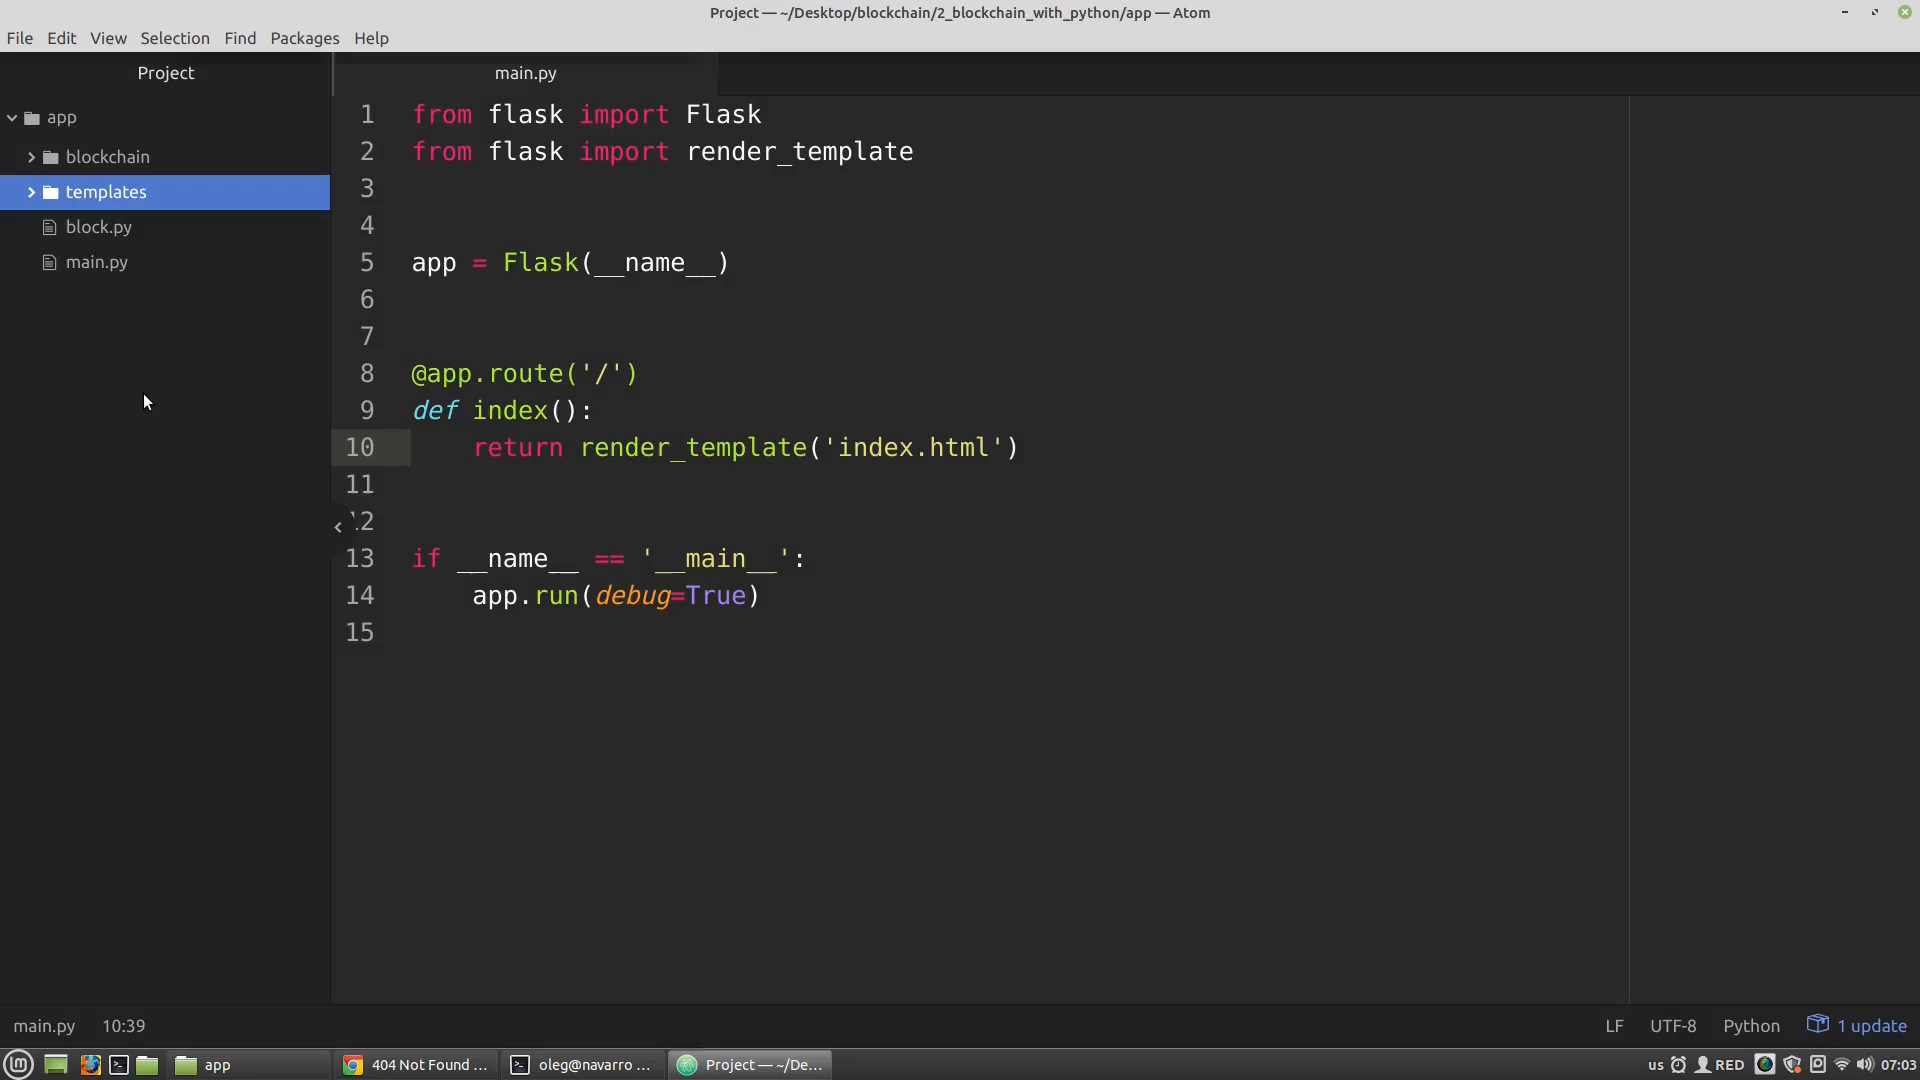 Project — ~/Desktop/blockchain/2_blockchain_with_python/app — Atom
File Edit View Selection Find Packages Help
Project
main.py
app
blockchain
templates
block.py
main.py
1 from flask import Flask
2 from flask import render_template
3
4
5 app = Flask(__name__)
6
7
8 @app.route('/')
9 def index():
10 return render_template('index.html')
11
12
13 if __name__ == '__main__':
14 app.run(debug=True)
15
main.py 10:39
LF UTF-8 Python 1 update
app
404 Not Found ...
oleg@navarro ...
Project — ~/De...
us RED 07:03